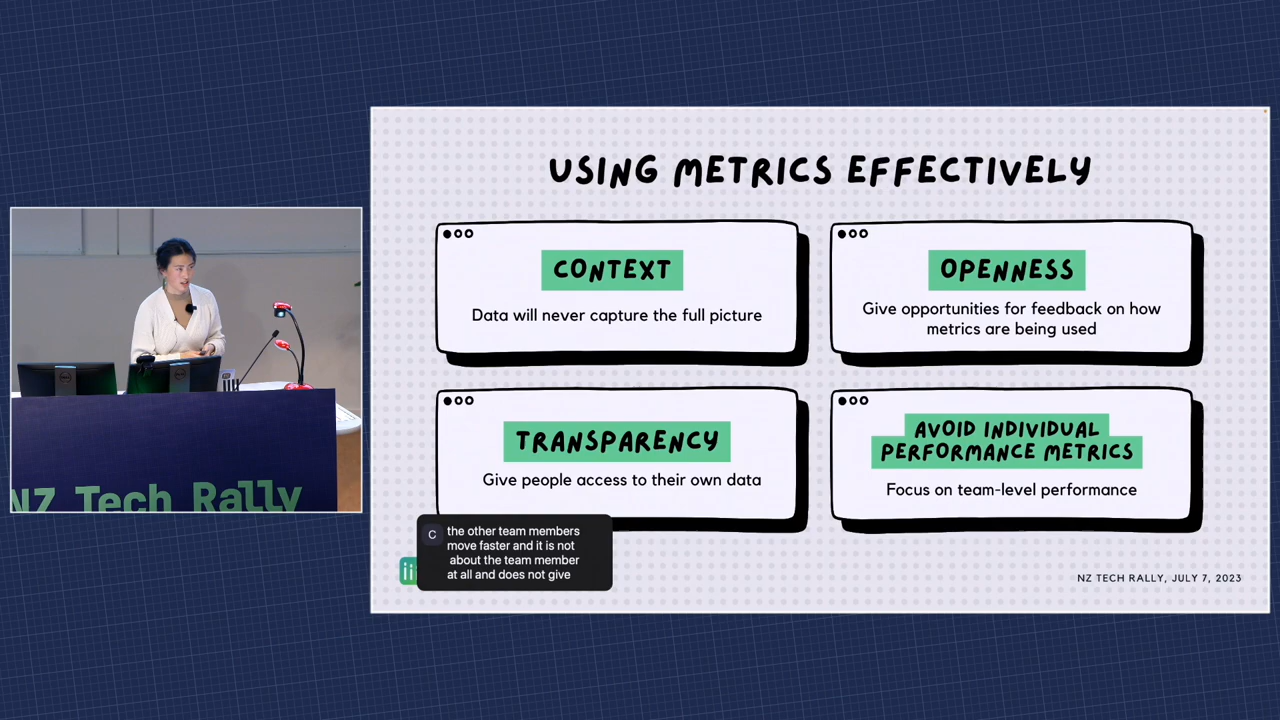 USING METRICS EFFECTIVELY
CONTEXT
Data will never capture the full picture
OPENNESS
Give opportunities for feedback on how
metrics are being used
TRANSPARENCY
Give people access to their own data
AVOID INDIVIDUAL
PERFORMANCE METRICS
Focus on team-level performance
C
the other team members
move faster and it is not
about the team member
at all and does not give
NZ TECH RALLY, JULY 7, 2023
NZ Tech Rally